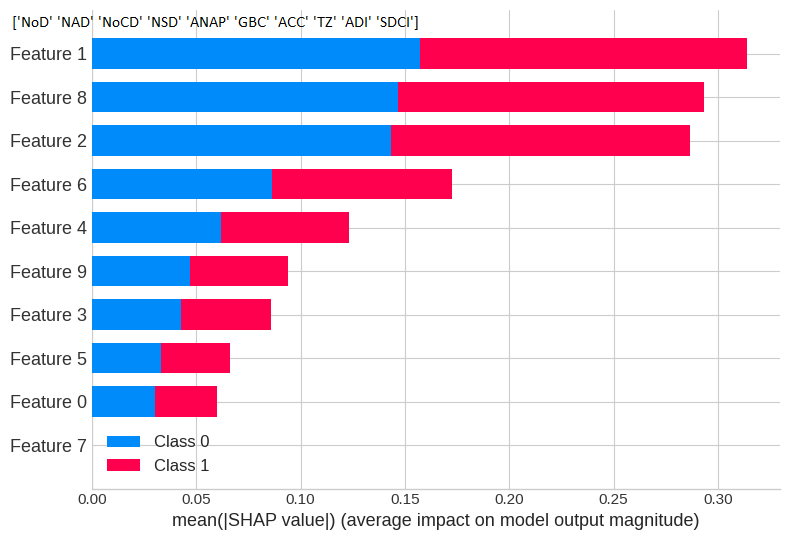 ['NoD' 'NAD' 'NoCD' 'NSD' 'ANAP' 'GBC' 'ACC' 'TZ' 'ADI' 'SDCI']
Feature 1
Feature 8
Feature 2
Feature 6
Feature 4
Feature 9
Feature 3
Feature 5
Feature 0
Feature 7
Class 0
Class 1
0.00 0.05 0.10 0.15 0.20 0.25 0.30
mean(|SHAP value|) (average impact on model output magnitude)